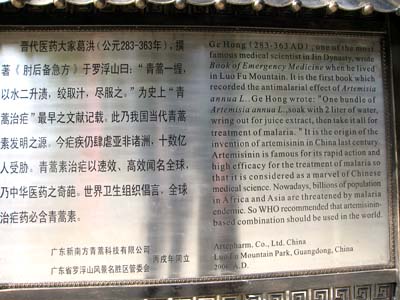 晋代医药大家葛洪（公元283-363年），撰
著《肘后备急方》于罗浮山曰："青蒿一握，
以水二升渍，绞取汁，尽服之。"为史上"青
蒿治疟"最早之文献记载，此乃我国当代青蒿
素发明之源。今疟疾仍肆虐亚非诸洲，十数亿
人受胁。青蒿素治疟以速效、高效闻名全球，
乃中华医药之奇葩。世界卫生组织倡言，全球
治疟药必含青蒿素。
广东新南方青蒿科技有限公司
广东省罗浮山风景名胜区管委会
丙戌年同立
Ge Hong (283-363 A.D.), one of the most
famous medical scientist in Jin Dynasty, wrote
Book of Emergency Medicine when he lived
in Luo Fu Mountain. It is the first book which
recorded the antimalarial effect of Artemisia
annua L.. Ge Hong wrote: "One bundle of
Artemisia annua L., soak with 2 liter of water,
wring out for juice extract, then take it all for
treatment of malaria. " It is the origin of the
invention of artemisinin in China last century.
Artemisinin is famous for its rapid action and
high efficacy for the treatment of malaria so
that it is considered as a marvel of Chinese
medical science. Nowadays, billions of population
in Africa and Asia are threatened by malaria
endemic. So WHO recommended that artemisinin-
based combination should be used in the world.
Artepharm. Co., Ltd. China
Luo Fu Mountain Park, Guangdong, China
2006 A.D.